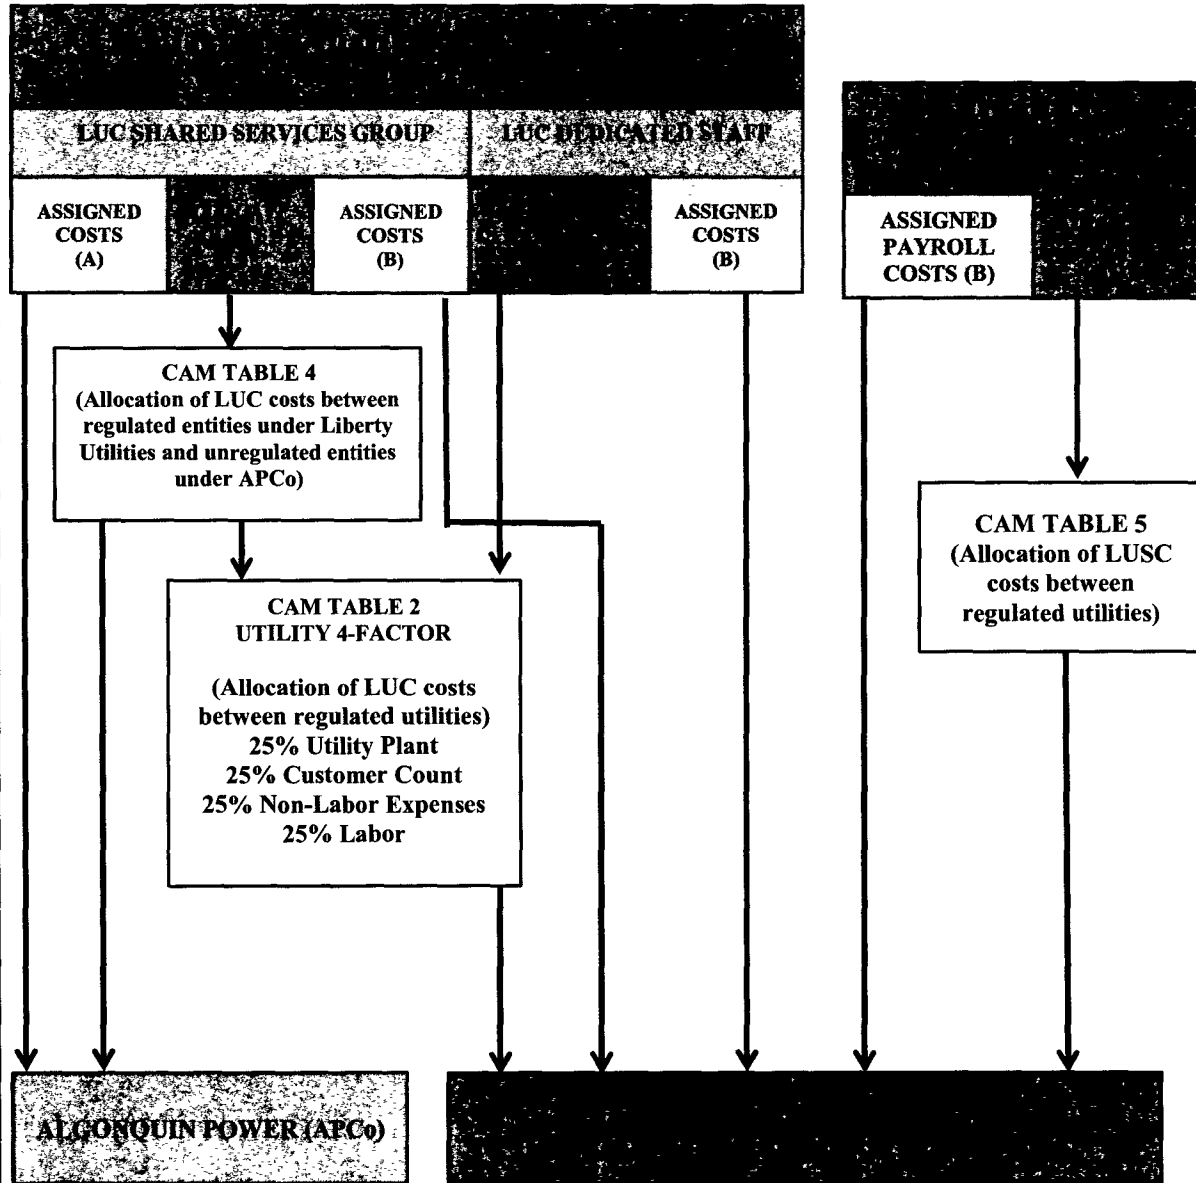 LUC SHARED SERVICES GROUP
LUC DEDICATED STAFF
ASSIGNED
COSTS
(A)
ASSIGNED
COSTS
(B)
ASSIGNED
COSTS
(B)
ASSIGNED
PAYROLL
COSTS (B)
CAM TABLE 4
(Allocation of LUC costs between
regulated entities under Liberty
Utilities and unregulated entities
under APCo)
CAM TABLE 5
(Allocation of LUSC
costs between
regulated utilities)
CAM TABLE 2
UTILITY 4-FACTOR
(Allocation of LUC costs
between regulated utilities)
25% Utility Plant
25% Customer Count
25% Non-Labor Expenses
25% Labor
ALGONQUIN POWER (APCo)